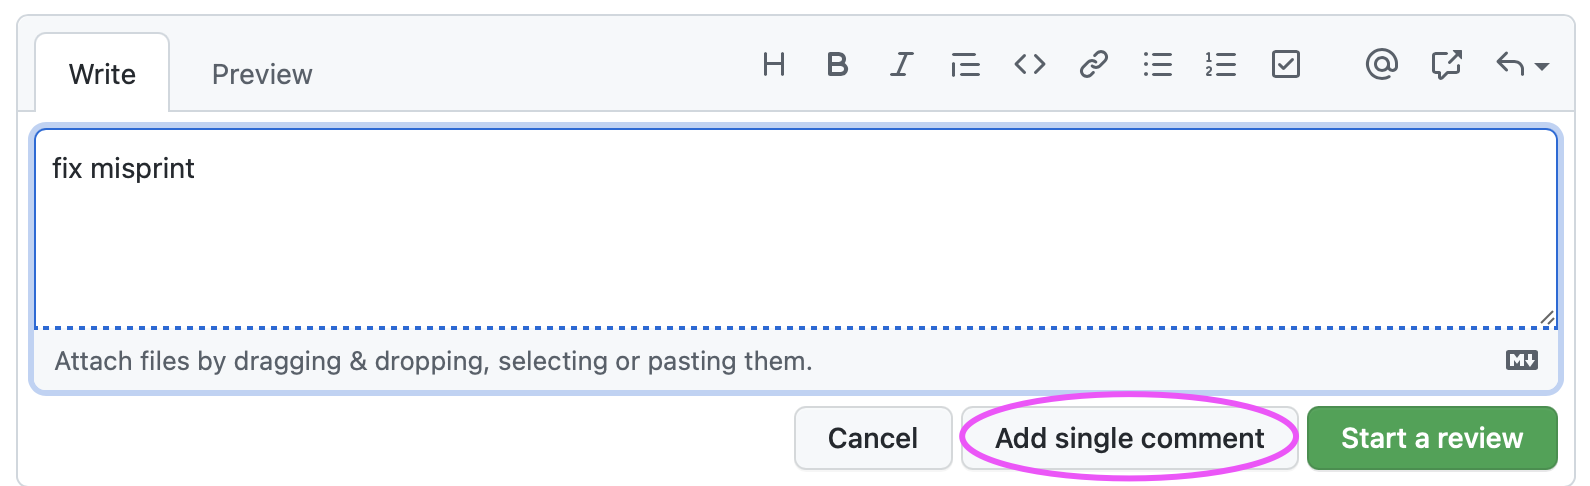 Write Preview H B I
fix misprint
Attach files by dragging & dropping, selecting or pasting them. M
Cancel Add single comment Start a review